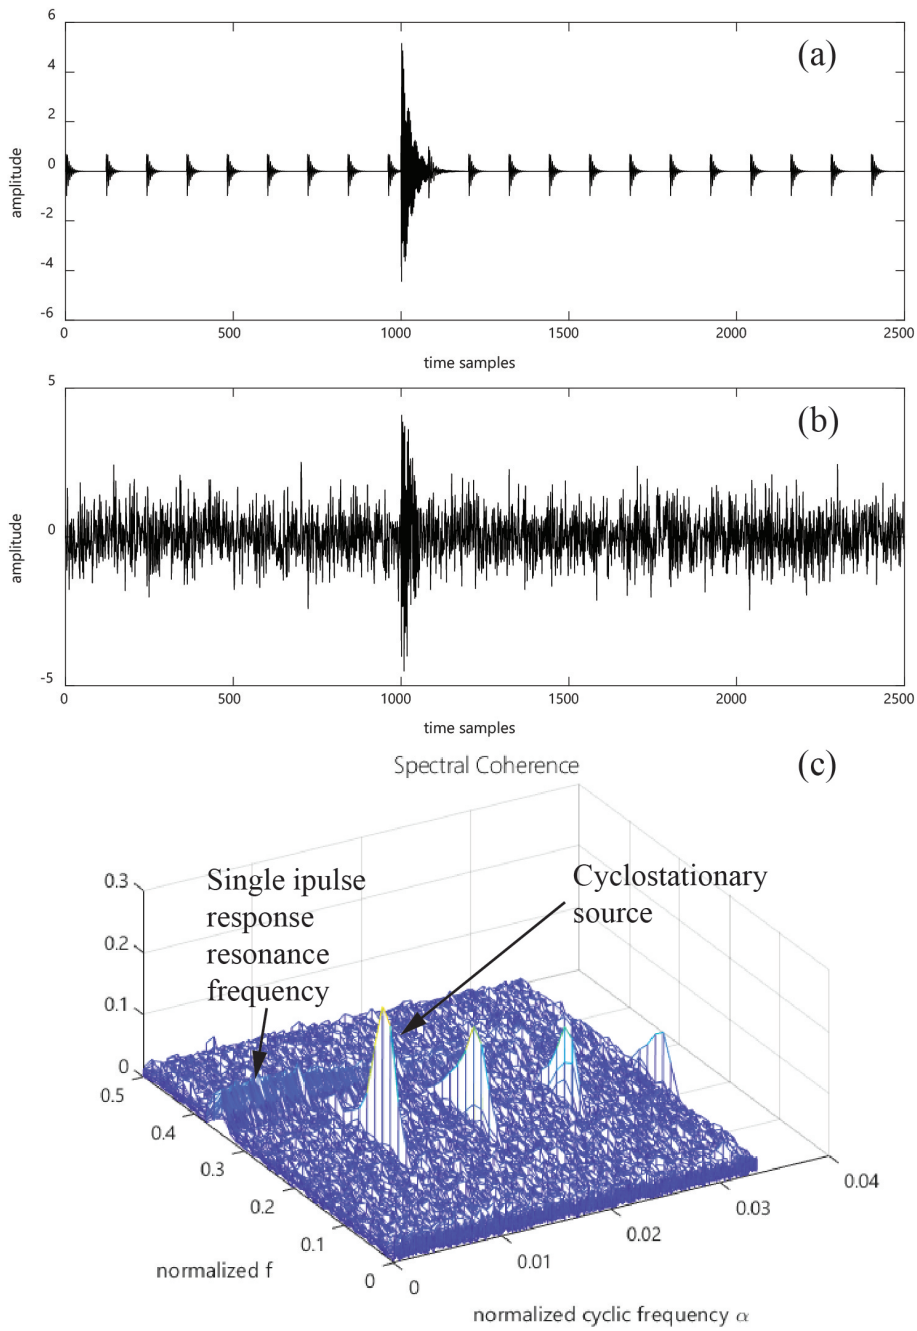 6
(a)
4
2
0
amplitude
-2
-4
-6
0 500 1000 1500 2000 2500
time samples
5
(b)
0
amplitude
-5
0 500 1000 1500 2000 2500
time samples
(c)
Spectral Coherence
0.3
Single ipulse
response
resonance
frequency
Cyclostationary
source
0.2
0.1
0
0.5
0.4
0.3
0.2
0.1
0
0
0.01
0.02
0.03
0.04
normalized f
normalized cyclic frequency α